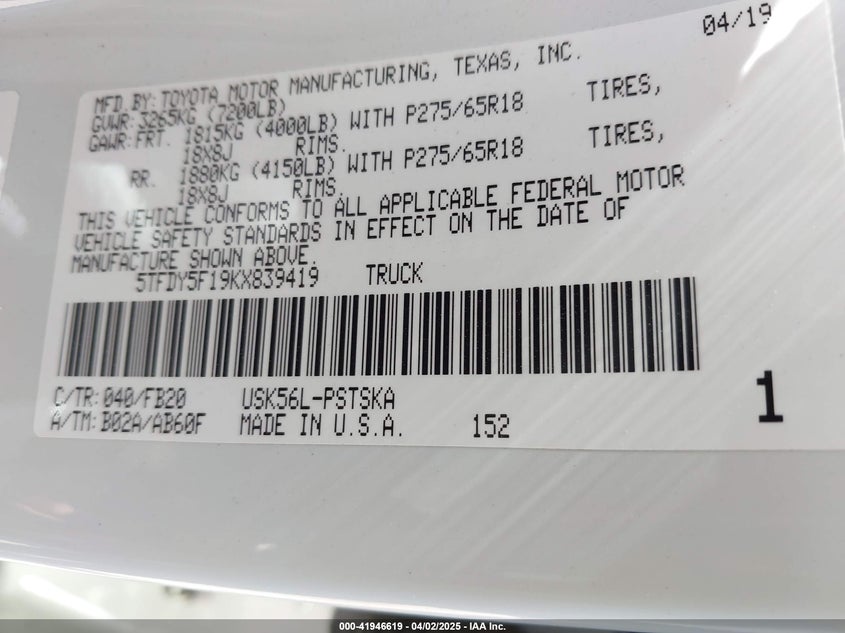 04/19
MFD.BY: TOYOTA MOTOR MANUFACTURING, TEXAS, INC.
GVWR: 3265KG (7200LB)
GAWR: FRT. 1815KG (4000LB) WITH P275/65R18 TIRES,
18X8J RIMS.
RR. 1880KG (4150LB) WITH P275/65R18 TIRES,
18X8J RIMS.
THIS VEHICLE CONFORMS TO ALL APPLICABLE FEDERAL MOTOR
VEHICLE SAFETY STANDARDS IN EFFECT ON THE DATE OF
MANUFACTURE SHOWN ABOVE.
5TFDY5F19KX839419 TRUCK
C/TR: 040/FB20 USK56L-PSTSKA
A/TM: B02A/AB60F MADE IN U.S.A. 152
1
000-41946619 - 04/02/2025 - IAA Inc.